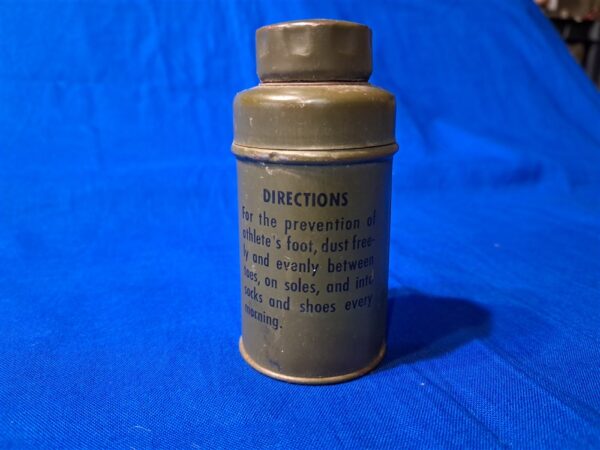 DIRECTIONS
For the prevention of
athlete's foot, dust free-
ly and evanly between
toes, on soles, and into
socks and shoes every
morning.